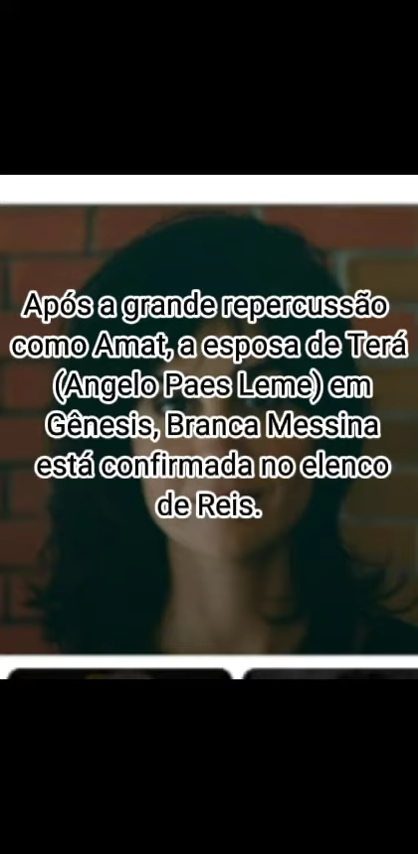 Após a grande repercussão
como Amat, a esposa de Terá
(Angelo Paes Leme) em
Gênesis, Branca Messina
está confirmada no elenco
de Reis.